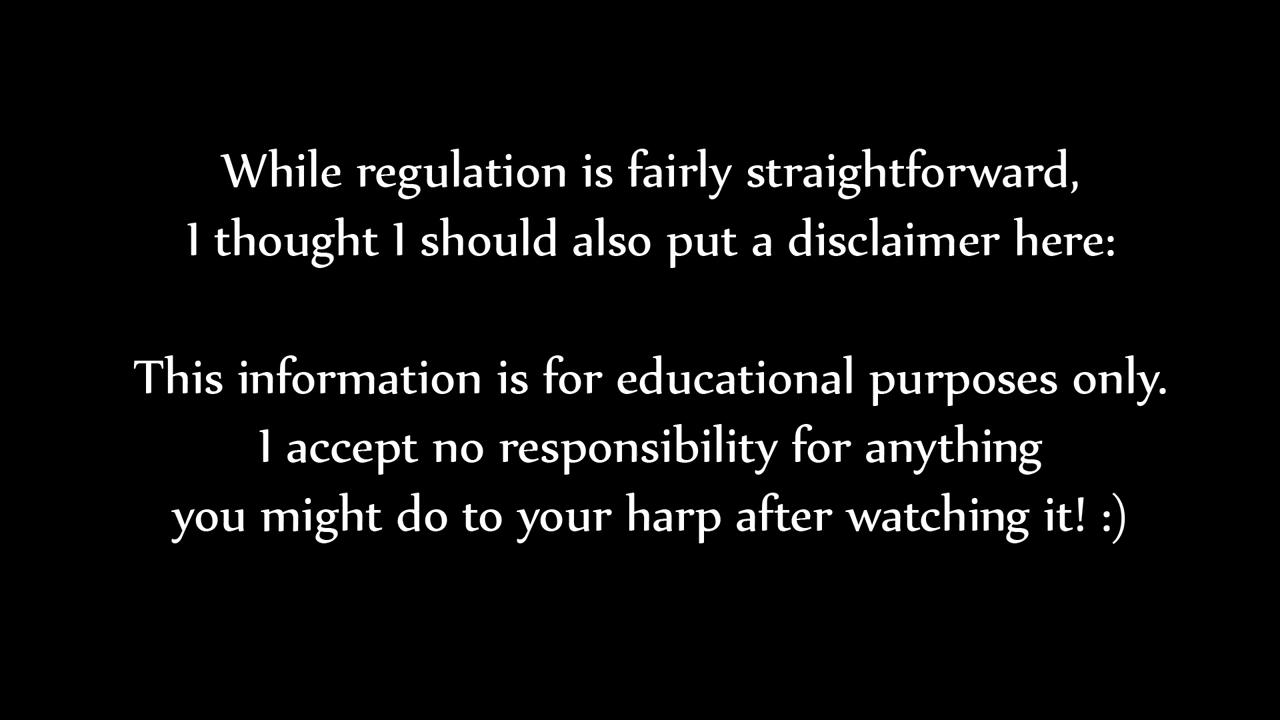 While regulation is fairly straightforward,
I thought I should also put a disclaimer here:
This information is for educational purposes only.
I accept no responsibility for anything
you might do to your harp after watching it! :)